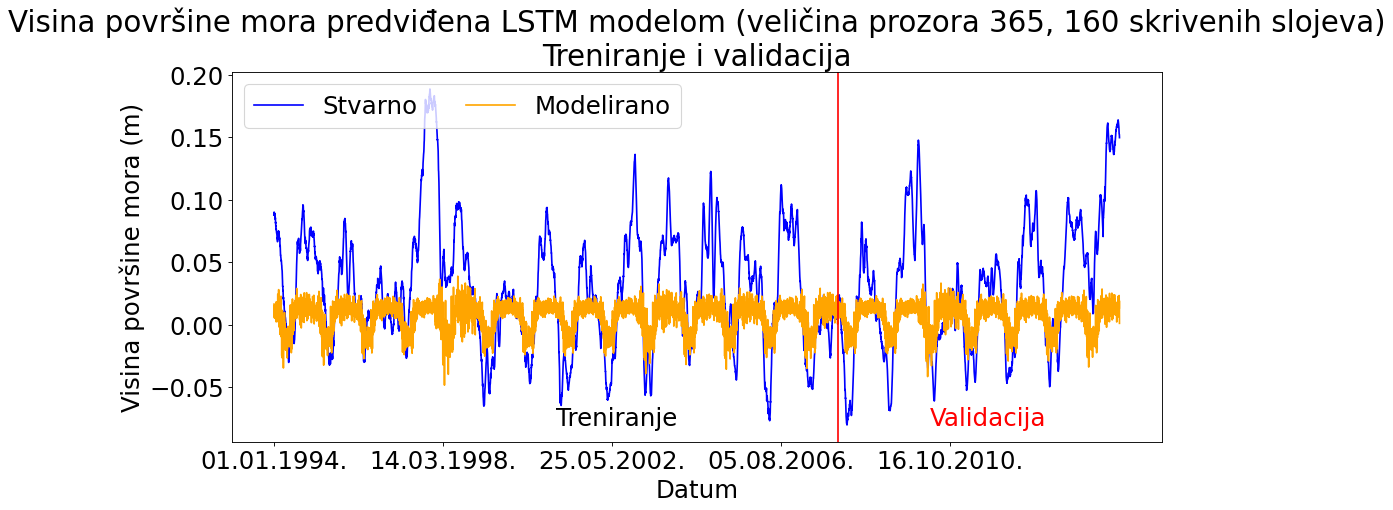 Visina površine mora predviđena LSTM modelom (veličina prozora 365, 160 skrivenih slojeva)
Treniranje i validacija
Stvarno
Modelirano
Visina površine mora (m)
0.20
0.15
0.10
0.05
0.00
−0.05
Treniranje
Validacija
01.01.1994.
14.03.1998.
25.05.2002.
05.08.2006.
16.10.2010.
Datum